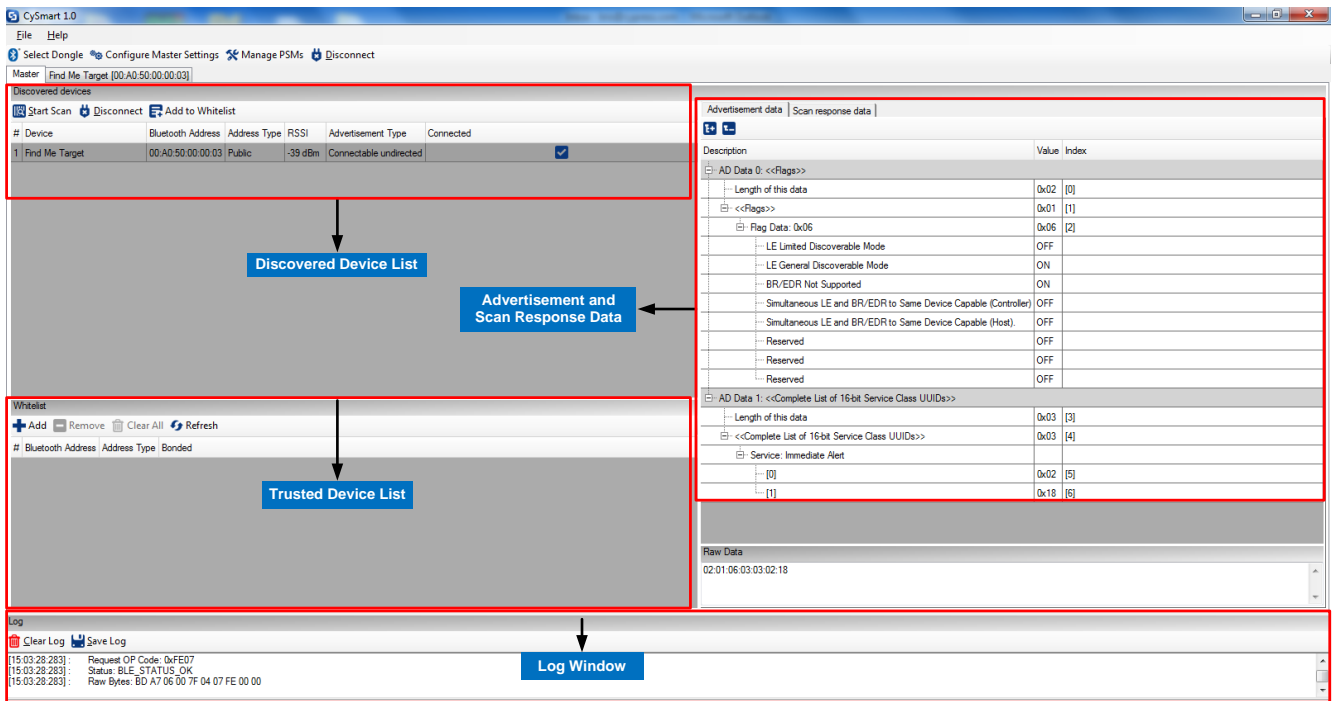 CySmart 1.0
File Help
Select Dongle Configure Master Settings Manage PSMs Disconnect
Master Find Me Target [00:A0:50:00:00:03]
Discovered devices
Start Scan Disconnect Add to Whitelist
# Device Bluetooth Address Address Type RSSI Advertisement Type Connected
1 Find Me Target 00:A0:50:00:00:03 Public -39 dBm Connectable undirected
Discovered Device List
Advertisement and
Scan Response Data
Whitelist
Add Remove Clear All Refresh
# Bluetooth Address Address Type Bonded
Trusted Device List
Advertisement data Scan response data
Description Value Index
AD Data 0: <<Flags>>
Length of this data 0x02 [0]
<<Flags>> 0x01 [1]
Flag Data: 0x06 0x06 [2]
LE Limited Discoverable Mode OFF
LE General Discoverable Mode ON
BR/EDR Not Supported ON
Simultaneous LE and BR/EDR to Same Device Capable (Controller) OFF
Simultaneous LE and BR/EDR to Same Device Capable (Host). OFF
Reserved OFF
Reserved OFF
Reserved OFF
AD Data 1: <<Complete List of 16-bit Service Class UUIDs>>
Length of this data 0x03 [3]
<<Complete List of 16-bit Service Class UUIDs>> 0x03 [4]
Service: Immediate Alert
[0] 0x02 [5]
[1] 0x18 [6]
Raw Data
02:01:06:03:03:02:18
Log
Clear Log Save Log
[15:03:28:283] : Request OP Code: 0xFE07
[15:03:28:283] : Status: BLE_STATUS_OK
[15:03:28:283] : Raw Bytes: BD A7 06 00 7F 04 07 FE 00 00
Log Window